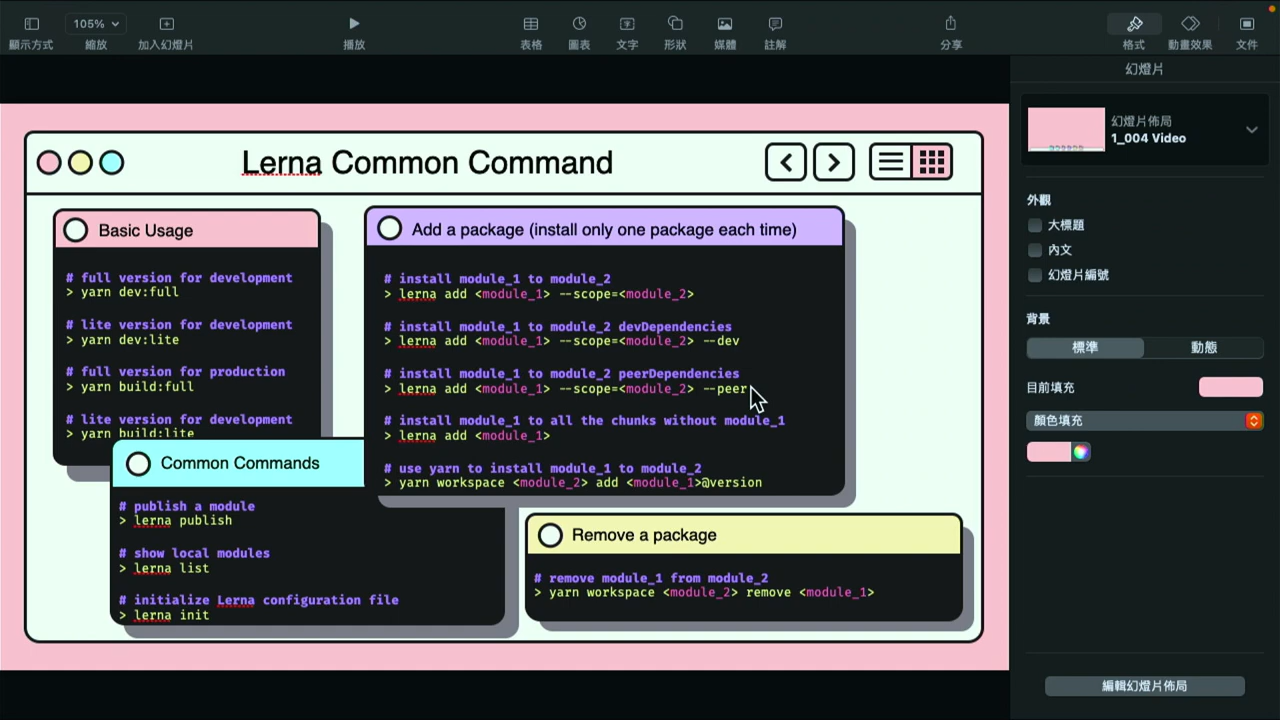 105%
顯示方式
縮放
加入幻燈片
播放
表格
圖表
文字
形狀
媒體
註解
分享
格式
動畫效果
文件
Lerna Common Command
Basic Usage
# full version for development
> yarn dev:full
# lite version for development
> yarn dev:lite
# full version for production
> yarn build:full
# lite version for development
> yarn build:lite
Add a package (install only one package each time)
# install module_1 to module_2
> lerna add <module_1> --scope=<module_2>
# install module_1 to module_2 devDependencies
> lerna add <module_1> --scope=<module_2> --dev
# install module_1 to module_2 peerDependencies
> lerna add <module_1> --scope=<module_2> --peer
# install module_1 to all the chunks without module_1
> lerna add <module_1>
# use yarn to install module_1 to module_2
> yarn workspace <module_2> add <module_1>@version
Common Commands
# publish a module
> lerna publish
# show local modules
> lerna list
# initialize Lerna configuration file
> lerna init
Remove a package
# remove module_1 from module_2
> yarn workspace <module_2> remove <module_1>
幻燈片
幻燈片佈局
1_004 Video
外觀
大標題
內文
幻燈片編號
背景
標準
動態
目前填充
顏色填充
編輯幻燈片佈局